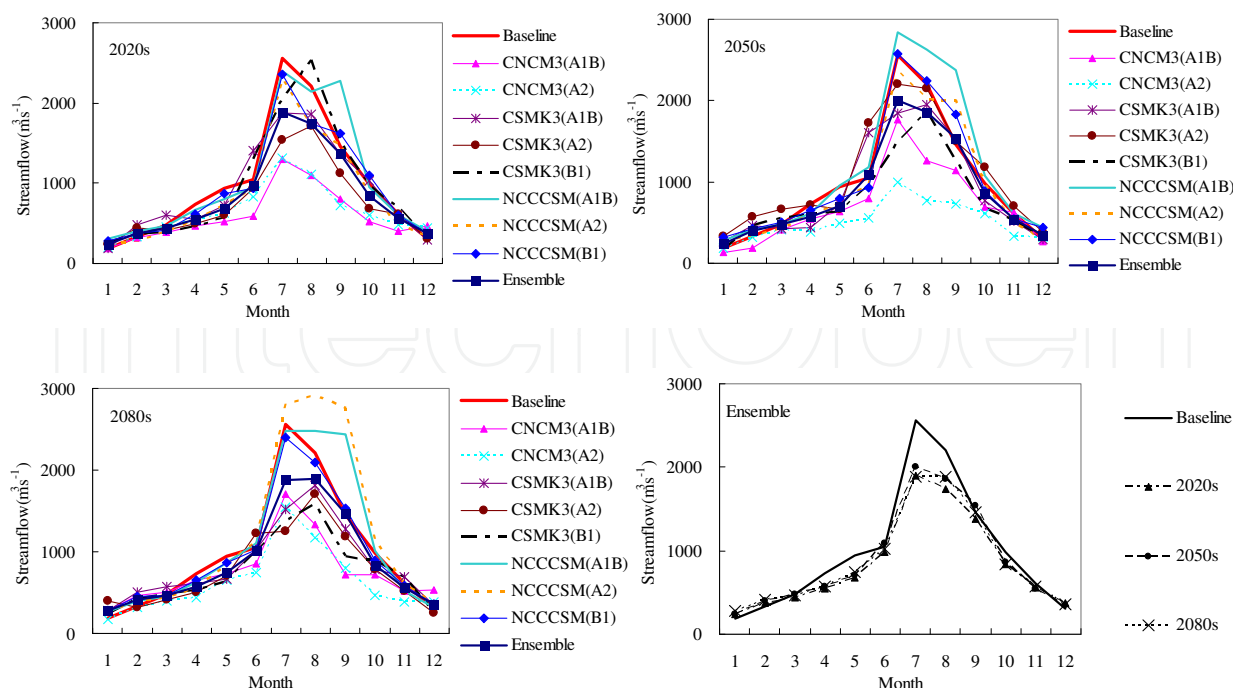 2020s
3000
2000
1000
0
Streamflow(m³s⁻¹)
1 2 3 4 5 6 7 8 9 10 11 12
Month
Baseline
CNCM3(A1B)
CNCM3(A2)
CSMK3(A1B)
CSMK3(A2)
CSMK3(B1)
NCCCSM(A1B)
NCCCSM(A2)
NCCCSM(B1)
Ensemble
2050s
3000
2000
1000
0
Streamflow(m³s⁻¹)
1 2 3 4 5 6 7 8 9 10 11 12
Month
Baseline
CNCM3(A1B)
CNCM3(A2)
CSMK3(A1B)
CSMK3(A2)
CSMK3(B1)
NCCCSM(A1B)
NCCCSM(A2)
NCCCSM(B1)
Ensemble
2080s
3000
2000
1000
0
Streamflow(m³s⁻¹)
1 2 3 4 5 6 7 8 9 10 11 12
Month
Baseline
CNCM3(A1B)
CNCM3(A2)
CSMK3(A1B)
CSMK3(A2)
CSMK3(B1)
NCCCSM(A1B)
NCCCSM(A2)
NCCCSM(B1)
Ensemble
Ensemble
3000
2000
1000
0
Streamflow(m³s⁻¹)
1 2 3 4 5 6 7 8 9 10 11 12
Month
Baseline
2020s
2050s
2080s